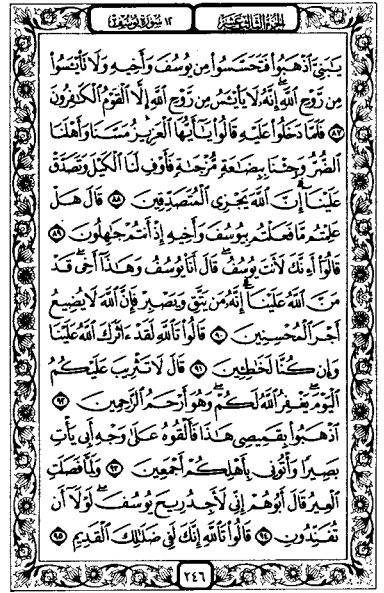 الجزء الثالث عشر ١٢ سورة يوسف
يَٰبَنِىَّ ٱذْهَبُوا۟ فَتَحَسَّسُوا۟ مِن يُوسُفَ وَأَخِيهِ وَلَا تَا۟يْـَٔسُوا۟
مِن رَّوْحِ ٱللَّهِ إِنَّهُۥ لَا يَا۟يْـَٔسُ مِن رَّوْحِ ٱللَّهِ إِلَّا ٱلْقَوْمُ ٱلْكَٰفِرُونَ
٨٧ فَلَمَّا دَخَلُوا۟ عَلَيْهِ قَالُوا۟ يَٰٓأَيُّهَا ٱلْعَزِيزُ مَسَّنَا وَأَهْلَنَا
ٱلضُّرُّ وَجِئْنَا بِبِضَٰعَةٍ مُّزْجَىٰةٍ فَأَوْفِ لَنَا ٱلْكَيْلَ وَتَصَدَّقْ
عَلَيْنَآ إِنَّ ٱللَّهَ يَجْزِى ٱلْمُتَصَدِّقِينَ ٨٨ قَالَ هَلْ
عَلِمْتُم مَّا فَعَلْتُم بِيُوسُفَ وَأَخِيهِ إِذْ أَنتُمْ جَٰهِلُونَ ٨٩
قَالُوٓا۟ أَءِنَّكَ لَأَنتَ يُوسُفُ قَالَ أَنَا۠ يُوسُفُ وَهَٰذَآ أَخِى قَدْ
مَنَّ ٱللَّهُ عَلَيْنَآ إِنَّهُۥ مَن يَتَّقِ وَيَصْبِرْ فَإِنَّ ٱللَّهَ لَا يُضِيعُ
أَجْرَ ٱلْمُحْسِنِينَ ٩٠ قَالُوا۟ تَٱللَّهِ لَقَدْ ءَاثَرَكَ ٱللَّهُ عَلَيْنَا
وَإِن كُنَّا لَخَٰطِـِٔينَ ٩١ قَالَ لَا تَثْرِيبَ عَلَيْكُمُ
ٱلْيَوْمَ يَغْفِرُ ٱللَّهُ لَكُمْ وَهُوَ أَرْحَمُ ٱلرَّٰحِمِينَ ٩٢
ٱذْهَبُوا۟ بِقَمِيصِى هَٰذَا فَأَلْقُوهُ عَلَىٰ وَجْهِ أَبِى يَأْتِ
بَصِيرًا وَأْتُونِى بِأَهْلِكُمْ أَجْمَعِينَ ٩٣ وَلَمَّا فَصَلَتِ
ٱلْعِيرُ قَالَ أَبُوهُمْ إِنِّى لَأَجِدُ رِيحَ يُوسُفَ لَوْلَآ أَن
تُفَنِّدُونِ ٩٤ قَالُوا۟ تَٱللَّهِ إِنَّكَ لَفِى ضَلَٰلِكَ ٱلْقَدِيمِ ٩٥
٢٤٦